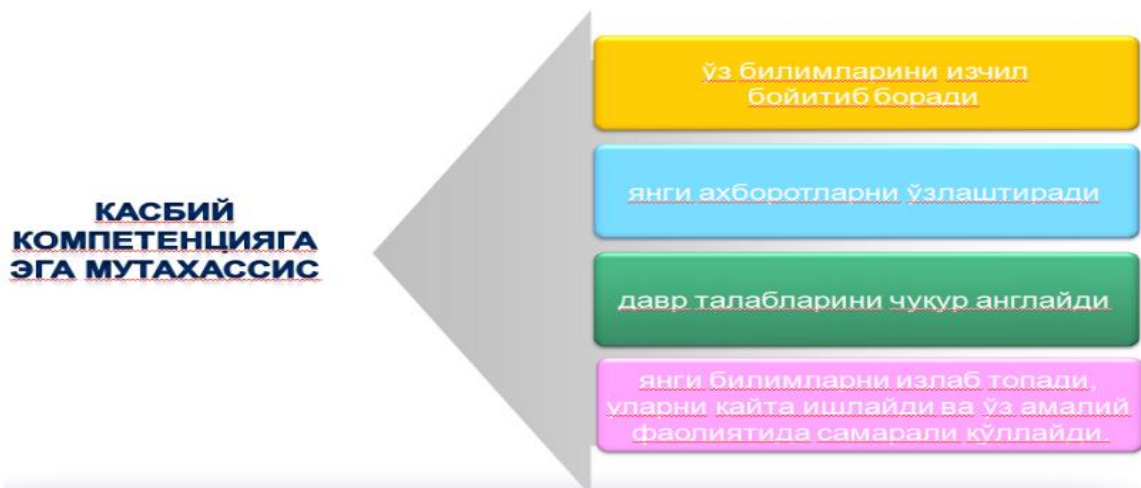 КАСБИЙ
КОМПЕТЕНЦИЯГА
ЭГА МУТАХАССИС
ўз билимларини изчил
бойитиб боради
янги ахборотларни ўзлаштиради
давр талабларини чуқур англайди
янги билимларни излаб топади,
уларни қайта ишлайди ва ўз амалий
фаолиятида самарали қўллайди.